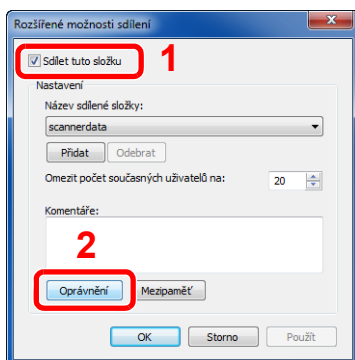 Rozšířené možnosti sdílení
Sdílet tuto složku
1
Nastavení
Název sdílené složky:
scannerdata
Přidat Odebrat
Omezit počet současných uživatelů na: 20
Komentáře:
2
Oprávnění Mezipaměť
OK Storno Použít